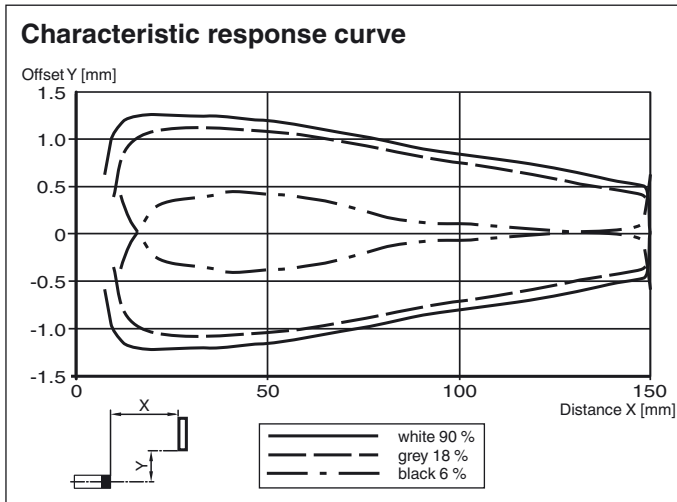 Characteristic response curve
Offset Y [mm]
1.5
1.0
0.5
0
-0.5
-1.0
-1.5
0 50 100 150
Distance X [mm]
X
Y
white 90 %
grey 18 %
black 6 %